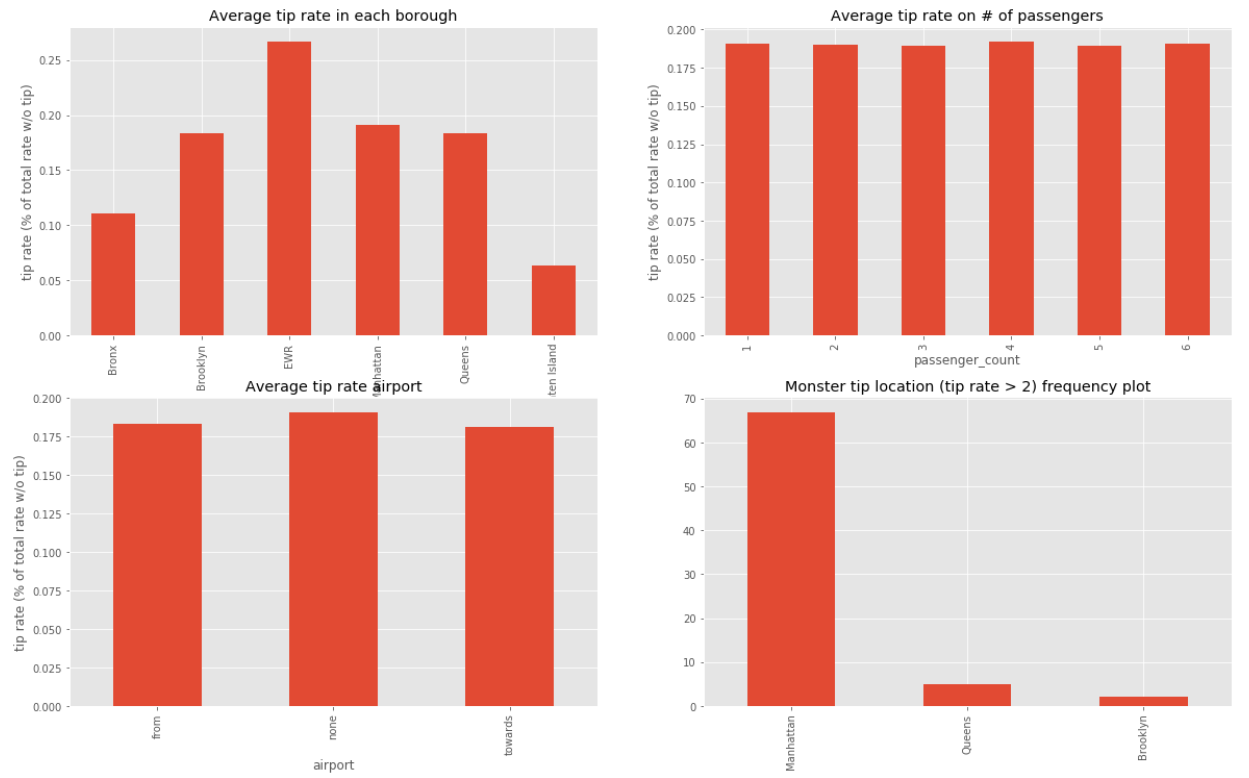 Average tip rate in each borough
tip rate (% of total rate w/o tip)
0.25
0.20
0.15
0.10
0.05
0.00
Bronx
Brooklyn
EWR
Manhattan
Queens
ten Island
Average tip rate on # of passengers
tip rate (% of total rate w/o tip)
0.200
0.175
0.150
0.125
0.100
0.075
0.050
0.025
0.000
1
2
3
4
5
6
passenger_count
Average tip rate airport
tip rate (% of total rate w/o tip)
0.200
0.175
0.150
0.125
0.100
0.075
0.050
0.025
0.000
from
none
towards
airport
Monster tip location (tip rate > 2) frequency plot
70
60
50
40
30
20
10
0
Manhattan
Queens
Brooklyn